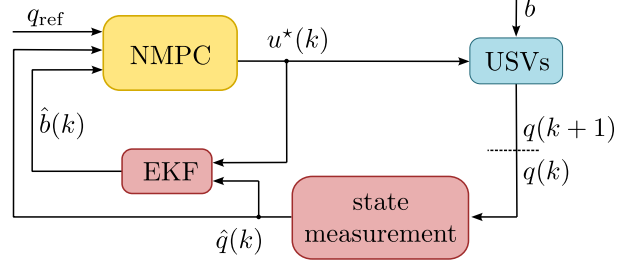 q_ref
b
NMPC
u⋆(k)
USVs
b̂(k)
q(k + 1)
EKF
q(k)
state
measurement
q̂(k)